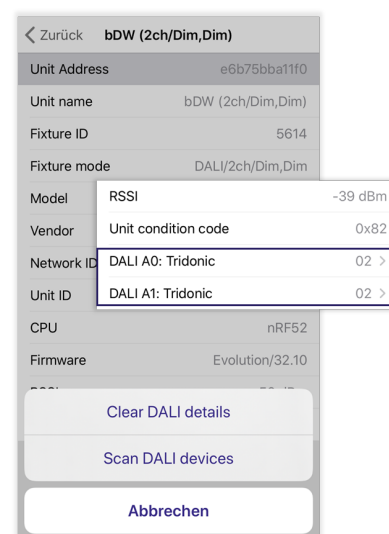 Zurück bDW (2ch/Dim,Dim)
Unit Address e6b75bba11f0
Unit name bDW (2ch/Dim,Dim)
Fixture ID 5614
Fixture mode DALI/2ch/Dim,Dim
Model
RSSI -39 dBm
Vendor
Unit condition code 0x82
Network ID
DALI A0: Tridonic 02 >
Unit ID
DALI A1: Tridonic 02 >
CPU nRF52
Firmware Evolution/32.10
Clear DALI details
Scan DALI devices
Abbrechen